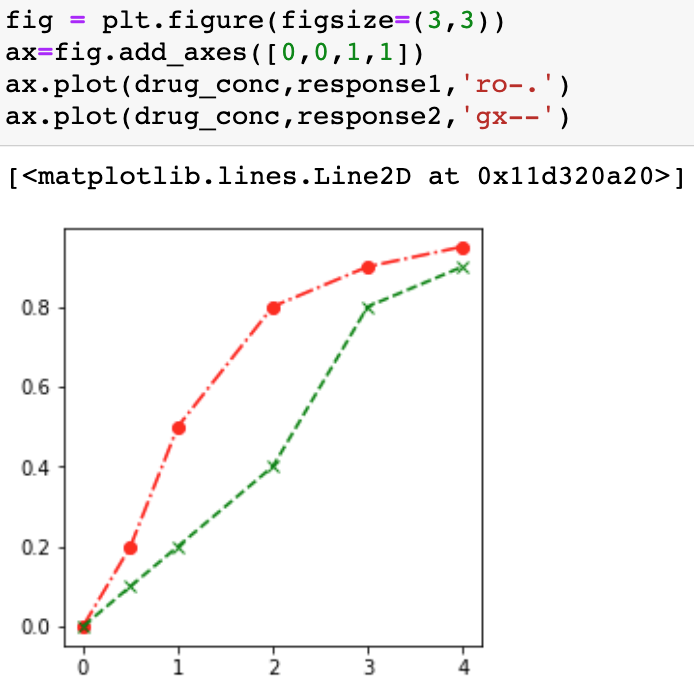 fig = plt.figure(figsize=(3,3))
ax=fig.add_axes([0,0,1,1])
ax.plot(drug_conc,response1,'ro-.')
ax.plot(drug_conc,response2,'gx--')
[<matplotlib.lines.Line2D at 0x11d320a20>]
0.8
0.6
0.4
0.2
0.0
0 1 2 3 4